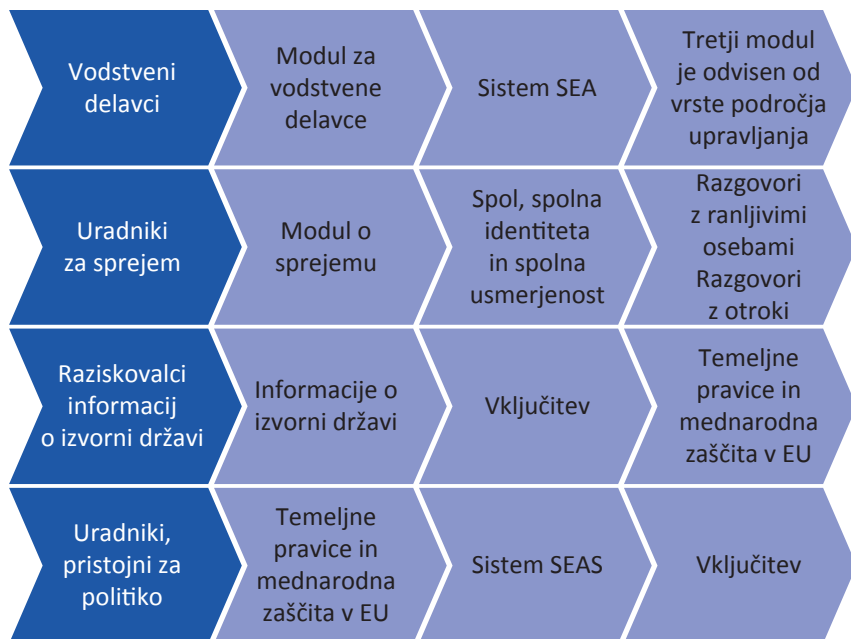 Vodstveni
delavci
Modul za
vodstvene
delavce
Sistem SEA
Tretji modul
je odvisen od
vrste področja
upravljanja
Uradniki
za sprejem
Modul o
sprejemu
Spol, spolna
identiteta
in spolna
usmerjenost
Razgovori
z ranljivimi
osebami
Razgovori
z otroki
Raziskovalci
informacij
o izvorni državi
Informacije o
izvorni državi
Vključitev
Temeljne
pravice in
mednarodna
zaščita v EU
Uradniki,
pristojni za
politiko
Temeljne
pravice in
mednarodna
zaščita v EU
Sistem SEAS
Vključitev